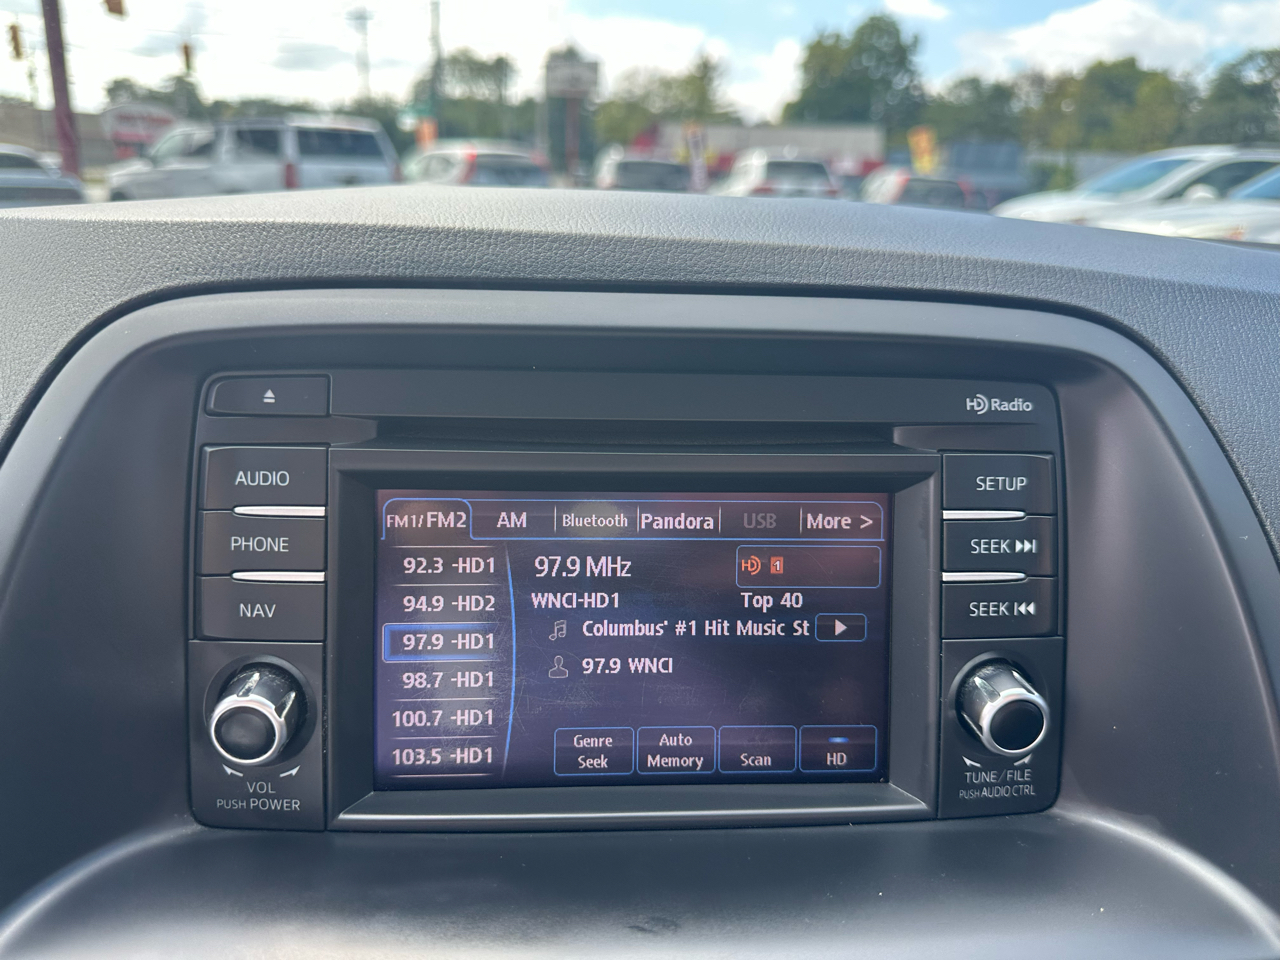 HD Radio
AUDIO
PHONE
NAV
VOL
PUSH POWER
FM1/FM2 AM Bluetooth Pandora USB More >
92.3 -HD1
94.9 -HD2
97.9 -HD1
98.7 -HD1
100.7 -HD1
103.5 -HD1
97.9 MHz
HD 1
WNCI-HD1 Top 40
Columbus' #1 Hit Music St
97.9 WNCI
Genre Seek
Auto Memory
Scan
HD
SETUP
SEEK
SEEK
TUNE/FILE
PUSH AUDIO CTRL